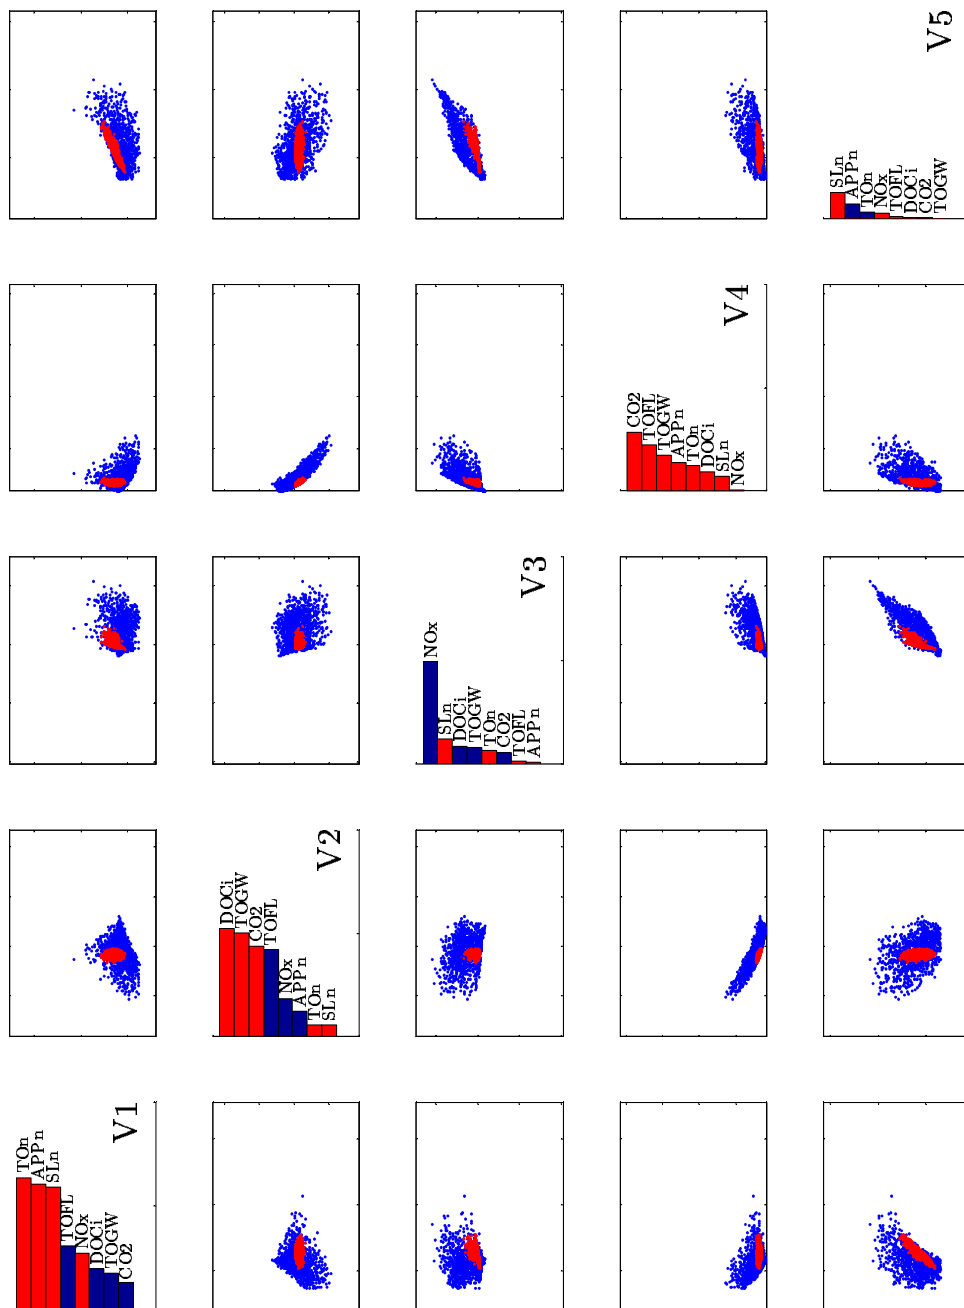 TOn
APPn
SLn
TOFL
NOx
DOCi
TOGW
CO2
V1
DOCi
TOGW
CO2
TOFL
NOx
APPn
TOn
SLn
V2
NOx
SLn
DOCi
TOGW
TOn
CO2
TOFL
APPn
V3
CO2
TOFL
TOGW
APPn
TOn
DOCi
SLn
NOx
V4
SLn
APPn
TOn
NOx
TOFL
DOCi
CO2
TOGW
V5